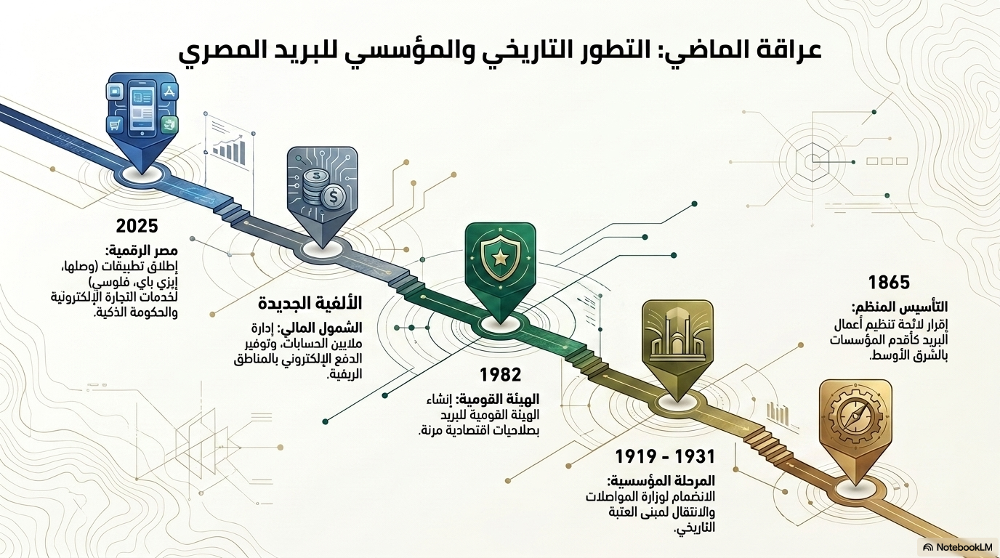 عراقة الماضي: التطور التاريخي والمؤسسي للبريد المصري
1865
التأسيس المنظم:
إقرار لائحة تنظيم أعمال
البريد كأقدم المؤسسات
بالشرق الأوسط.
1919 - 1931
المرحلة المؤسسية:
الانضمام لوزارة المواصلات
والانتقال لمبنى العتبة
التاريخي.
1982
الهيئة القومية: إنشاء
الهيئة القومية للبريد
بصلاحيات اقتصادية مرنة.
الألفية الجديدة
الشمول المالي: إدارة
ملايين الحسابات، وتوفير
الدفع الإلكتروني بالمناطق
الريفية.
2025
مصر الرقمية:
إطلاق تطبيقات (وصلها،
إيزي باي، فلوسي)
لخدمات التجارة الإلكترونية
والحكومة الذكية.
NotebookLM